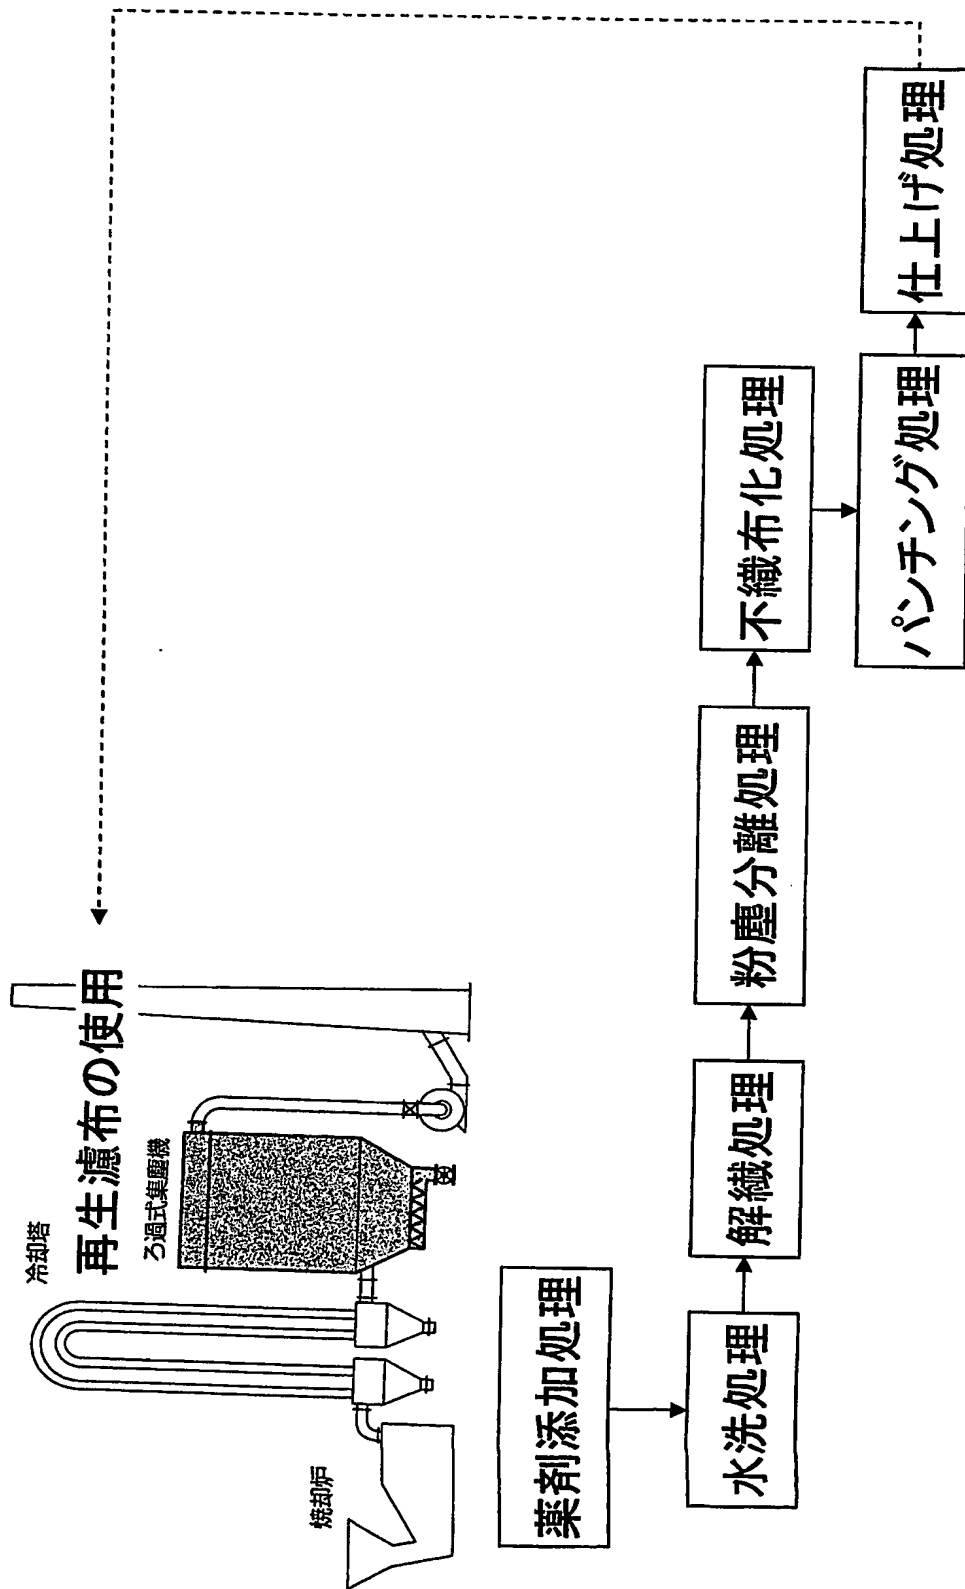 冷却塔
再生濾布の使用
ろ過式集塵機
焼却炉
薬剤添加処理
水洗処理
解繊処理
粉塵分離処理
不織布化処理
パンチング処理
仕上げ処理